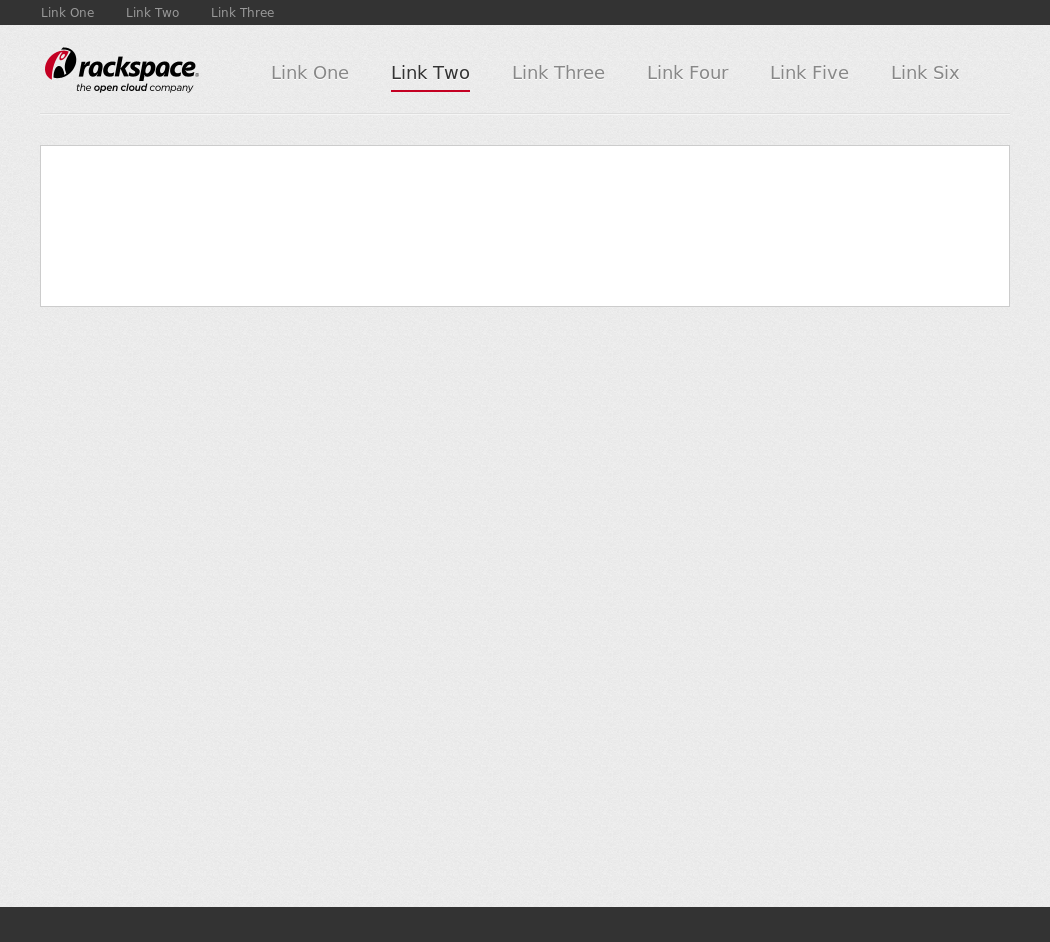 Link One Link Two Link Three
rackspace®
the open cloud company
Link One Link Two Link Three Link Four Link Five Link Six